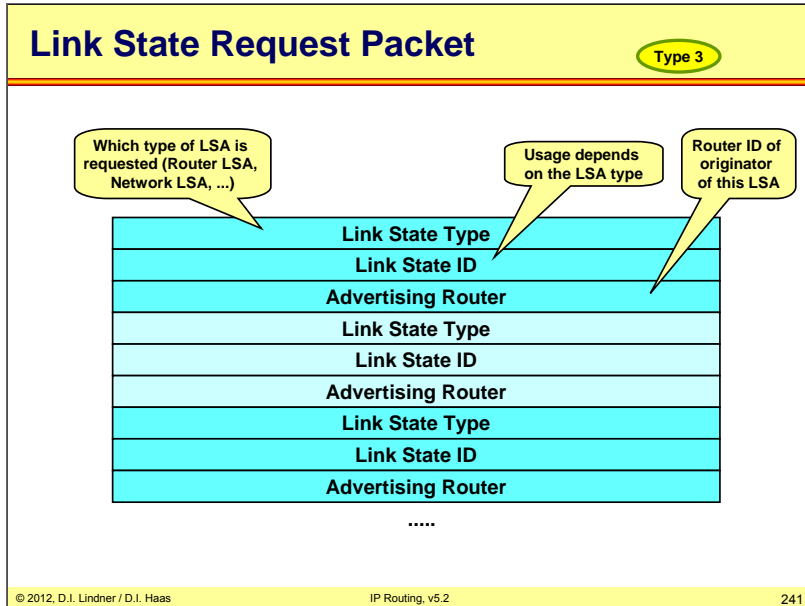 Link State Request Packet
Type 3
Which type of LSA is
requested (Router LSA,
Network LSA, ...)
Usage depends
on the LSA type
Router ID of
originator
of this LSA
Link State Type
Link State ID
Advertising Router
Link State Type
Link State ID
Advertising Router
Link State Type
Link State ID
Advertising Router
.....
© 2012, D.I. Lindner / D.I. Haas
IP Routing, v5.2
241